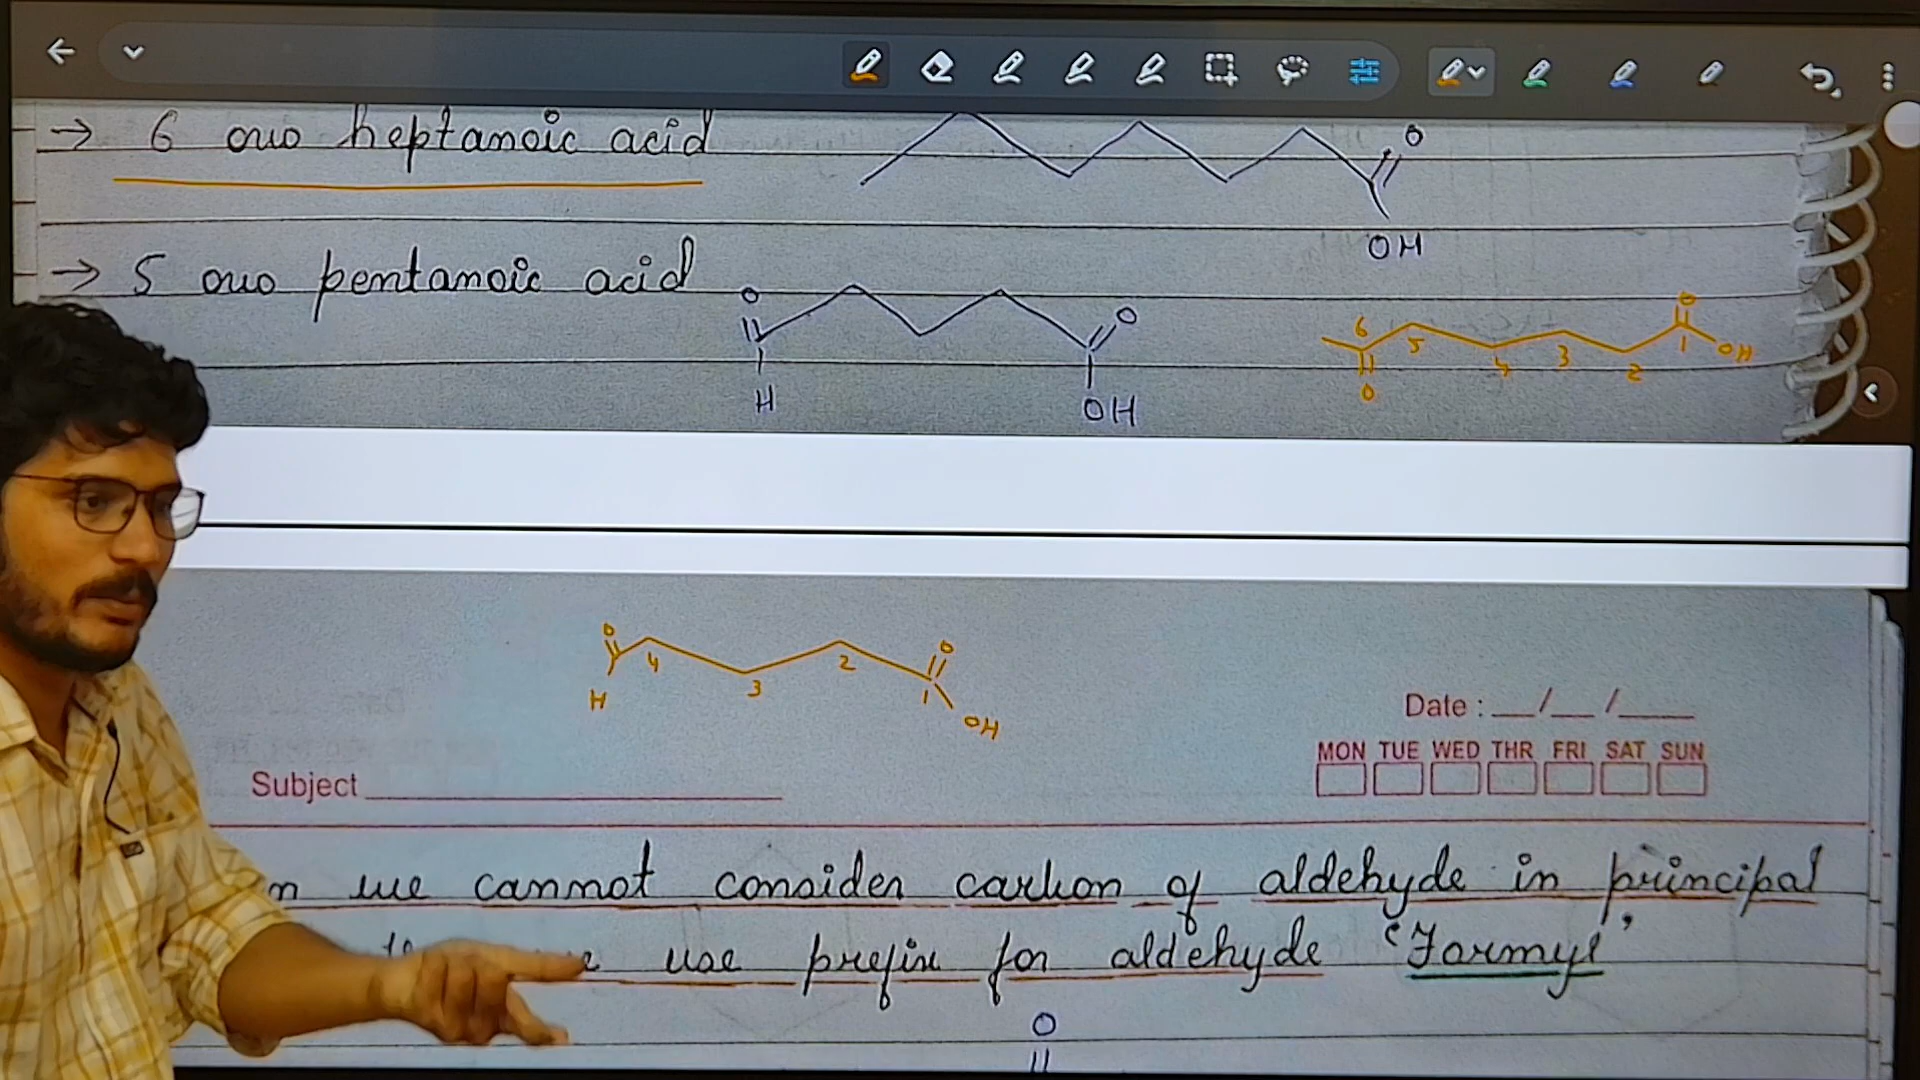 → 6 oxo heptanoic acid
O
OH
→ 5 oxo pentanoic acid
O
H
O
OH
6 5 4 3 2 1
O
O
OH
O
H
4 3 2 1
O
OH
Date : __/__/____
MON TUE WED THR FRI SAT SUN
Subject
we cannot consider carbon of aldehyde in principal
use prefix for aldehyde ‘Formyl’
O